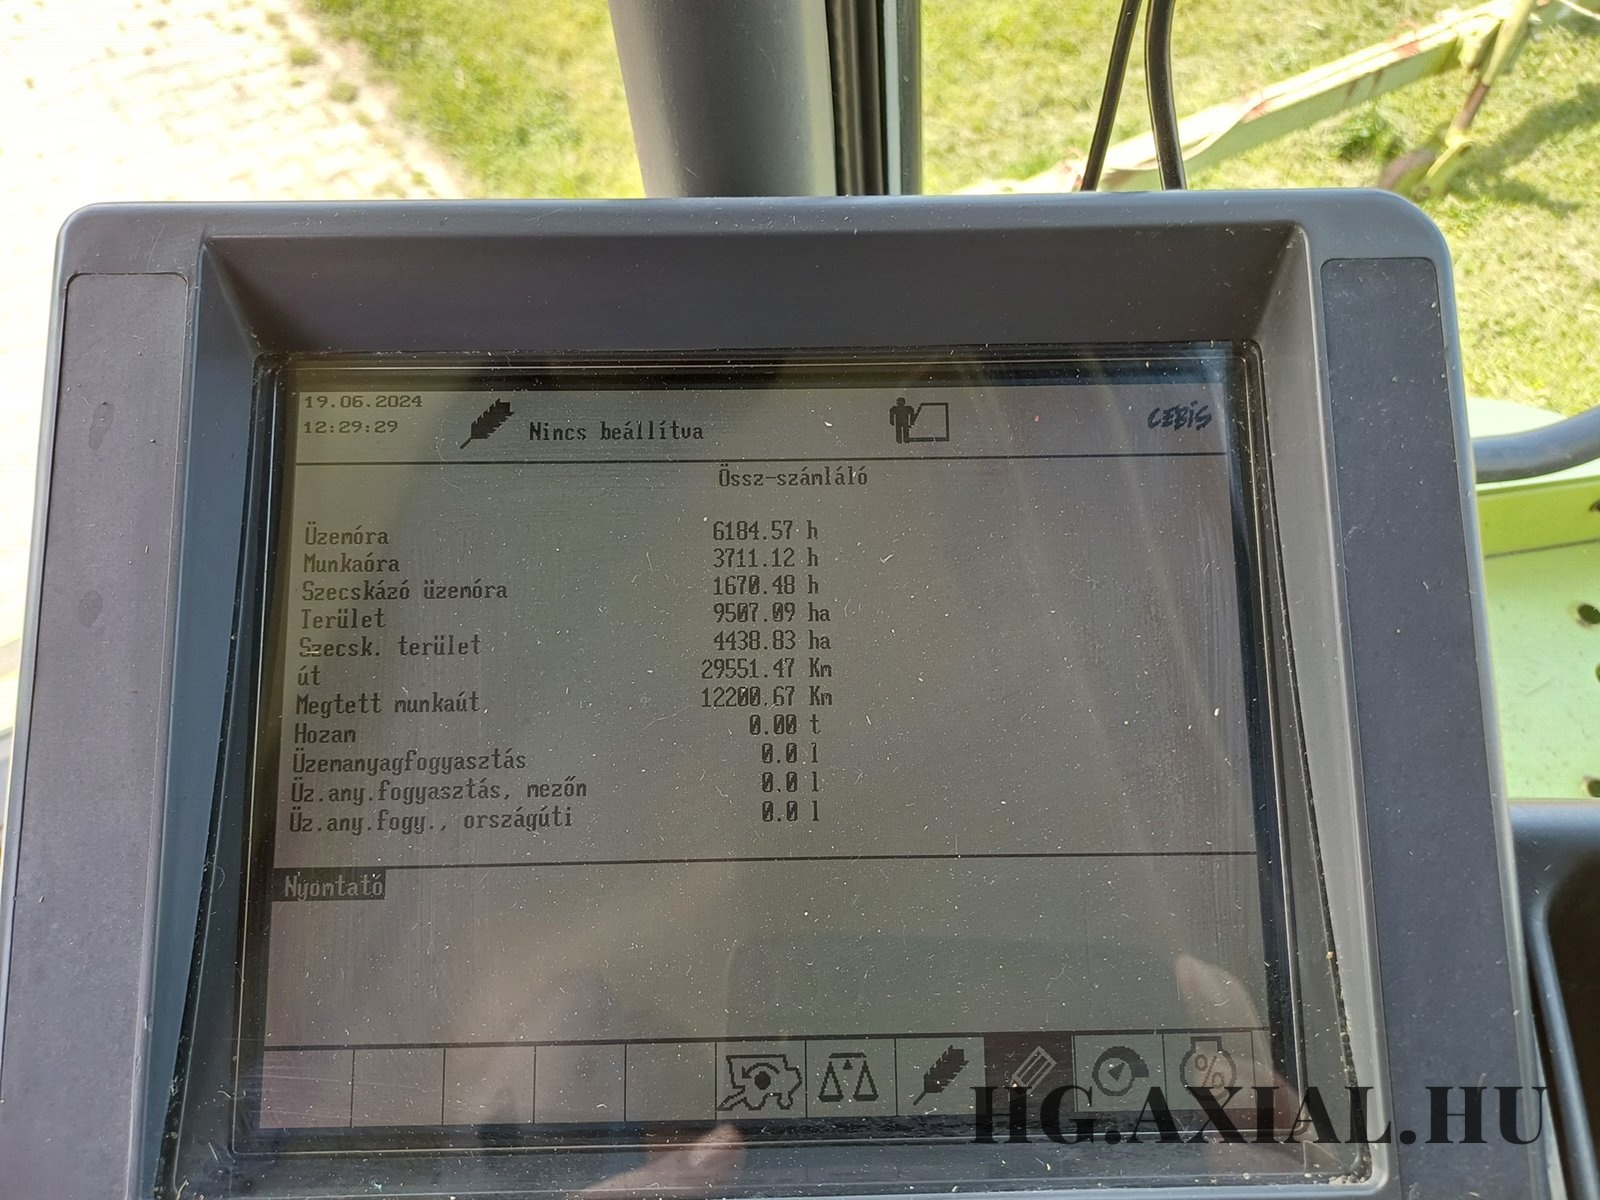 19.06.2024
12:29:29
Nincs beállítva
CEBIS
Össz-számláló
Üzemóra 6184.57 h
Munkaóra 3711.12 h
Szecskázó üzemóra 1670.48 h
Terület 9507.09 ha
Szecsk. terület 4438.83 ha
út 29551.47 Km
Megtett munkaút 12200.67 Km
Hozam 0.00 t
Üzemanyagfogyasztás 0.0 l
Üz.any.fogyasztás, mezőn 0.0 l
Üz.any.fogy., országúti 0.0 l
Nyomtató
%
HG.AXIAL.HU